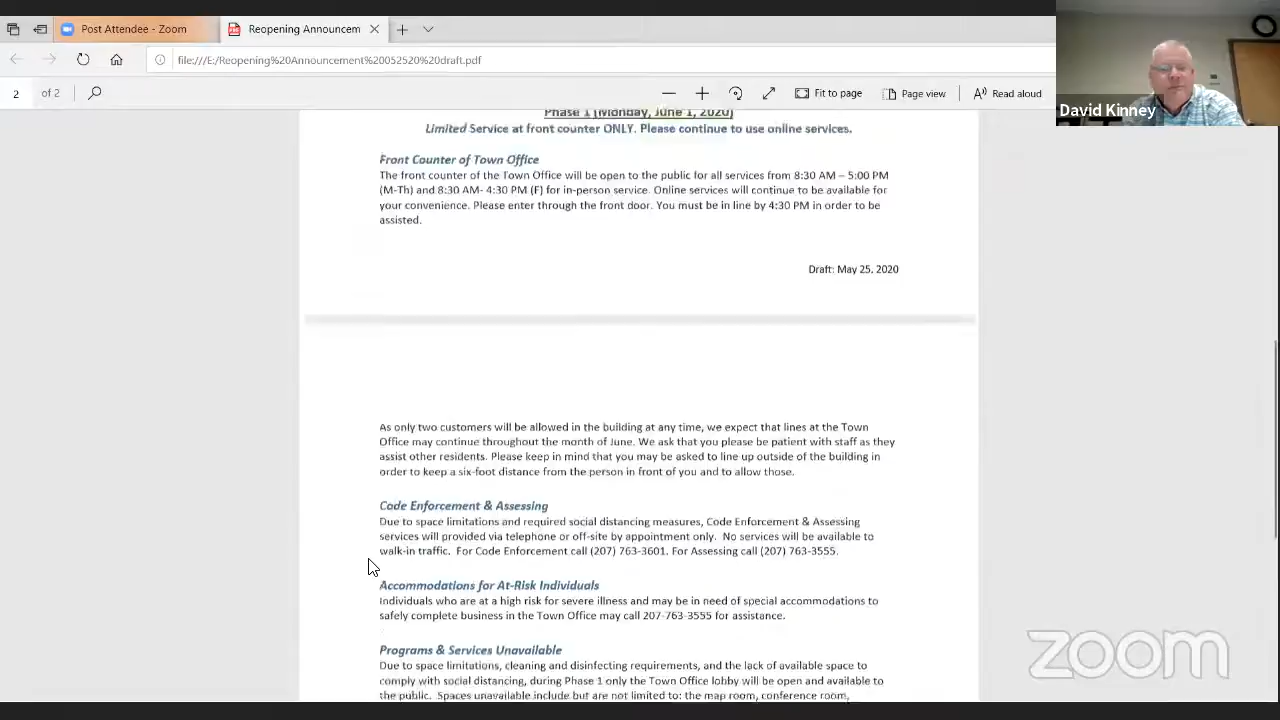 Post Attendee - Zoom
Reopening Announcem
file:///E:/Reopening%20Announcement%20052520%20draft.pdf
2 of 2
Fit to page
Page view
Read aloud
David Kinney
Phase 1 (Monday, June 1, 2020)
Limited Service at front counter ONLY. Please continue to use online services.
Front Counter of Town Office
The front counter of the Town Office will be open to the public for all services from 8:30 AM – 5:00 PM
(M-Th) and 8:30 AM- 4:30 PM (F) for in-person service. Online services will continue to be available for
your convenience. Please enter through the front door. You must be in line by 4:30 PM in order to be
assisted.
Draft: May 25, 2020
As only two customers will be allowed in the building at any time, we expect that lines at the Town
Office may continue throughout the month of June. We ask that you please be patient with staff as they
assist other residents. Please keep in mind that you may be asked to line up outside of the building in
order to keep a six-foot distance from the person in front of you and to allow those.
Code Enforcement & Assessing
Due to space limitations and required social distancing measures, Code Enforcement & Assessing
services will provided via telephone or off-site by appointment only. No services will be available to
walk-in traffic. For Code Enforcement call (207) 763-3601. For Assessing call (207) 763-3555.
Accommodations for At-Risk Individuals
Individuals who are at a high risk for severe illness and may be in need of special accommodations to
safely complete business in the Town Office may call 207-763-3555 for assistance.
Programs & Services Unavailable
Due to space limitations, cleaning and disinfecting requirements, and the lack of available space to
comply with social distancing, during Phase 1 only the Town Office lobby will be open and available to
the public. Spaces unavailable include but are not limited to: the map room, conference room,
zoom